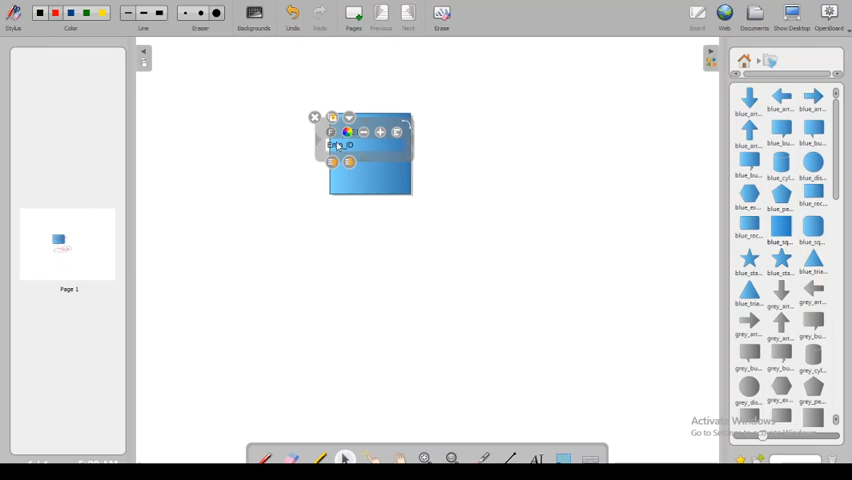 Stylus
Color
Line
Eraser
Backgrounds
Undo
Redo
Pages
Previous
Next
Erase
Board
Web
Documents
Show Desktop
OpenBoard
Page 1
blue_arr... blue_arr... blue_arr...
blue_arr... blue_bu... blue_bu...
blue_bu... blue_cyl... blue_dis...
blue_ex... blue_pe... blue_rec...
blue_rec... blue_sq... blue_sq...
blue_sta... blue_sta... blue_tria...
blue_tria... grey_arr... grey_arr...
grey_arr... grey_arr... grey_bu...
grey_bu... grey_bu... grey_cyl...
grey_dis... grey_ex... grey_pe...
Activate Windows